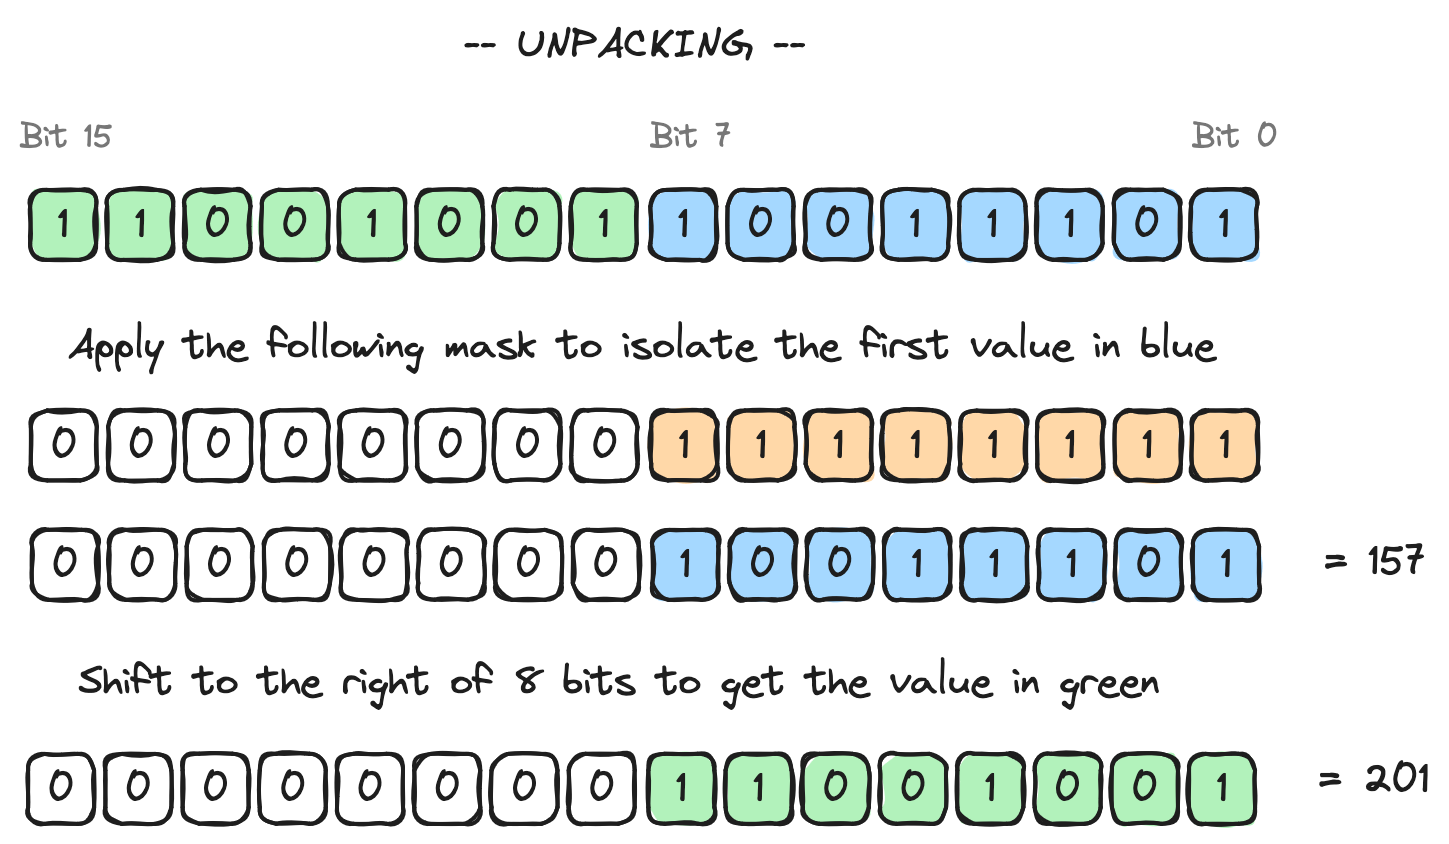 -- UNPACKING --
Bit 15 Bit 7 Bit 0
1 1 0 0 1 0 0 1 1 0 0 1 1 1 0 1
Apply the following mask to isolate the first value in blue
0 0 0 0 0 0 0 0 1 1 1 1 1 1 1 1
0 0 0 0 0 0 0 0 1 0 0 1 1 1 0 1 = 157
Shift to the right of 8 bits to get the value in green
0 0 0 0 0 0 0 0 1 1 0 0 1 0 0 1 = 201